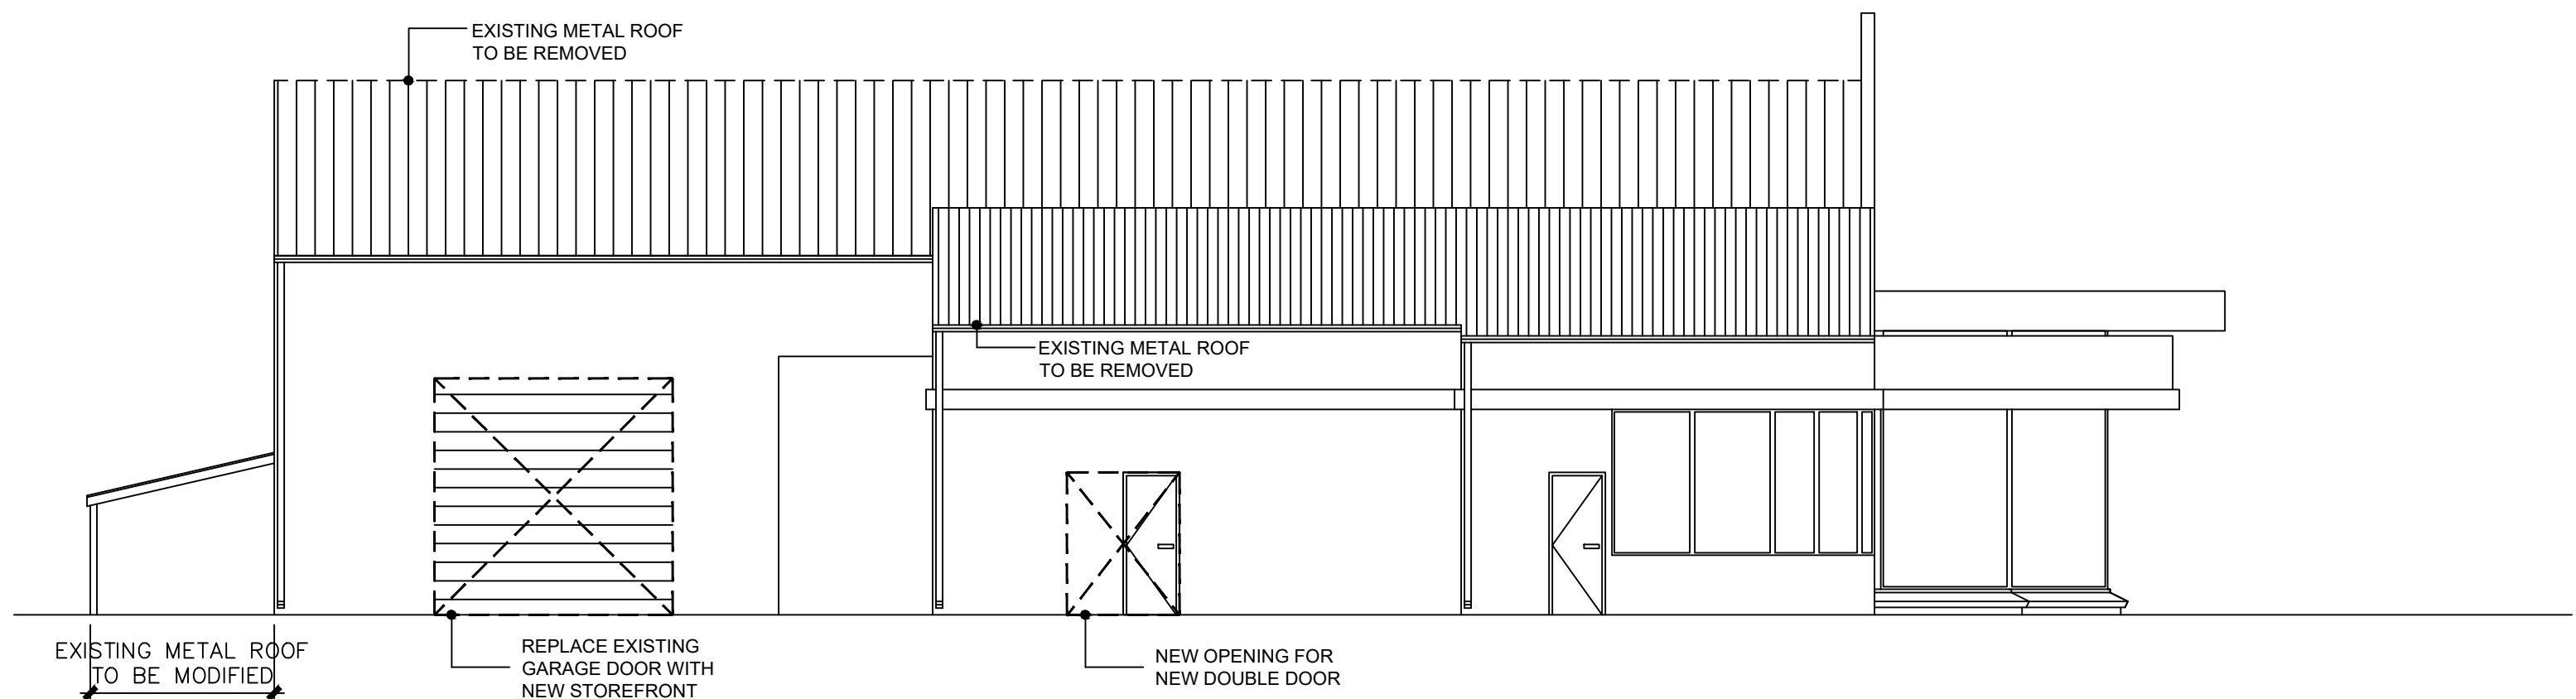 EXISTING METAL ROOF
TO BE REMOVED
EXISTING METAL ROOF
TO BE REMOVED
EXISTING METAL ROOF
TO BE MODIFIED
REPLACE EXISTING
GARAGE DOOR WITH
NEW STOREFRONT
NEW OPENING FOR
NEW DOUBLE DOOR